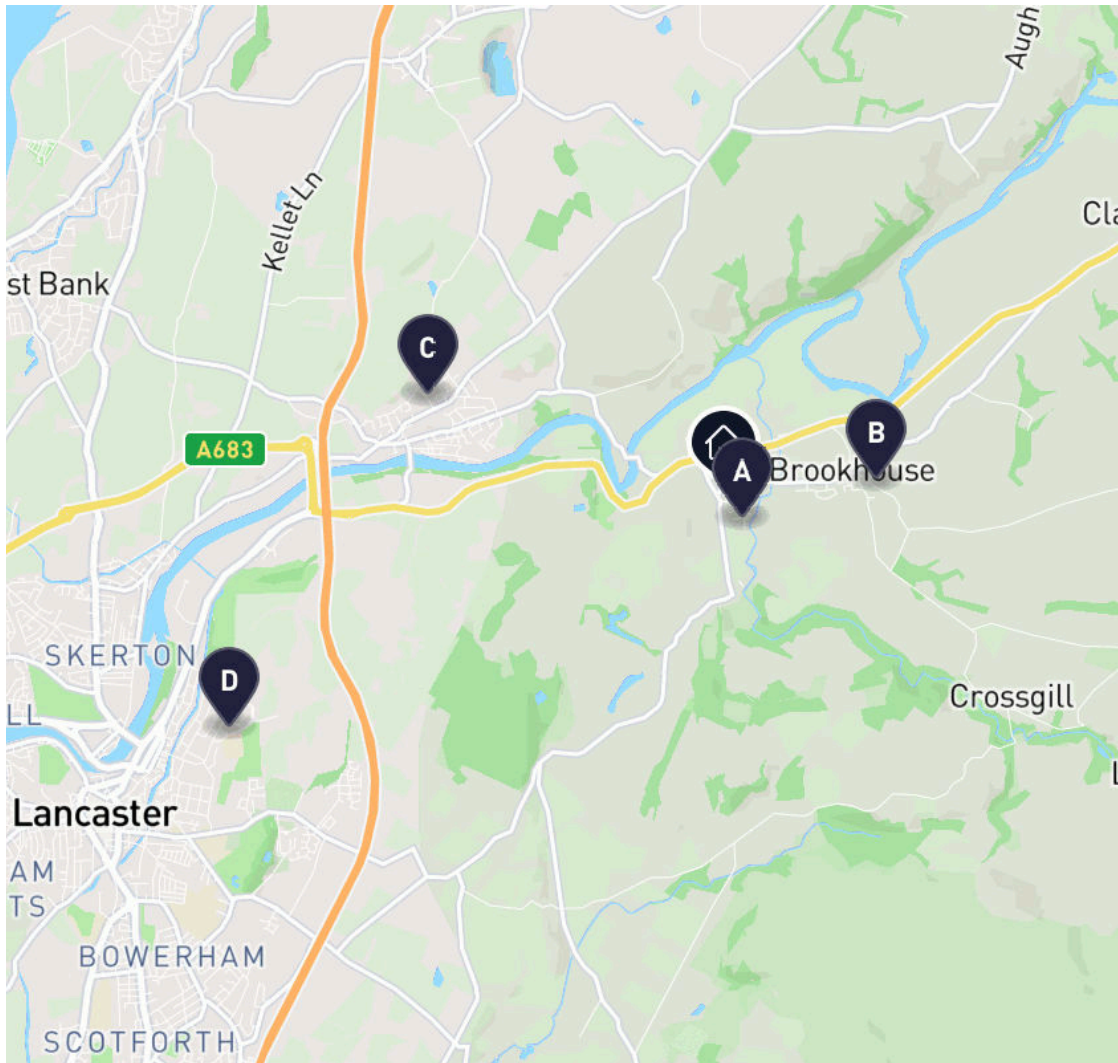 Augh
Kellet Ln
Cla
st Bank
C
A683
B
A
Brookhouse
SKERTON
D
Crossgill
LL
L
Lancaster
AM
TS
BOWERHAM
SCOTFORTH